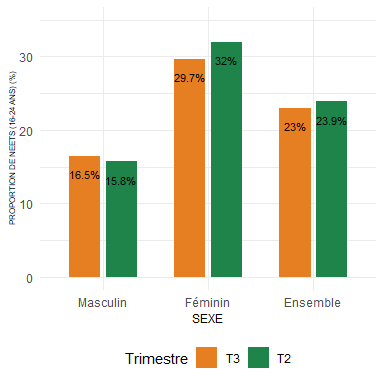 PROPORTION DE NEETS (16-24 ANS) (%)
30
20
10
0
16.5%
15.8%
29.7%
32%
23%
23.9%
Masculin
Féminin
Ensemble
SEXE
Trimestre
T3
T2